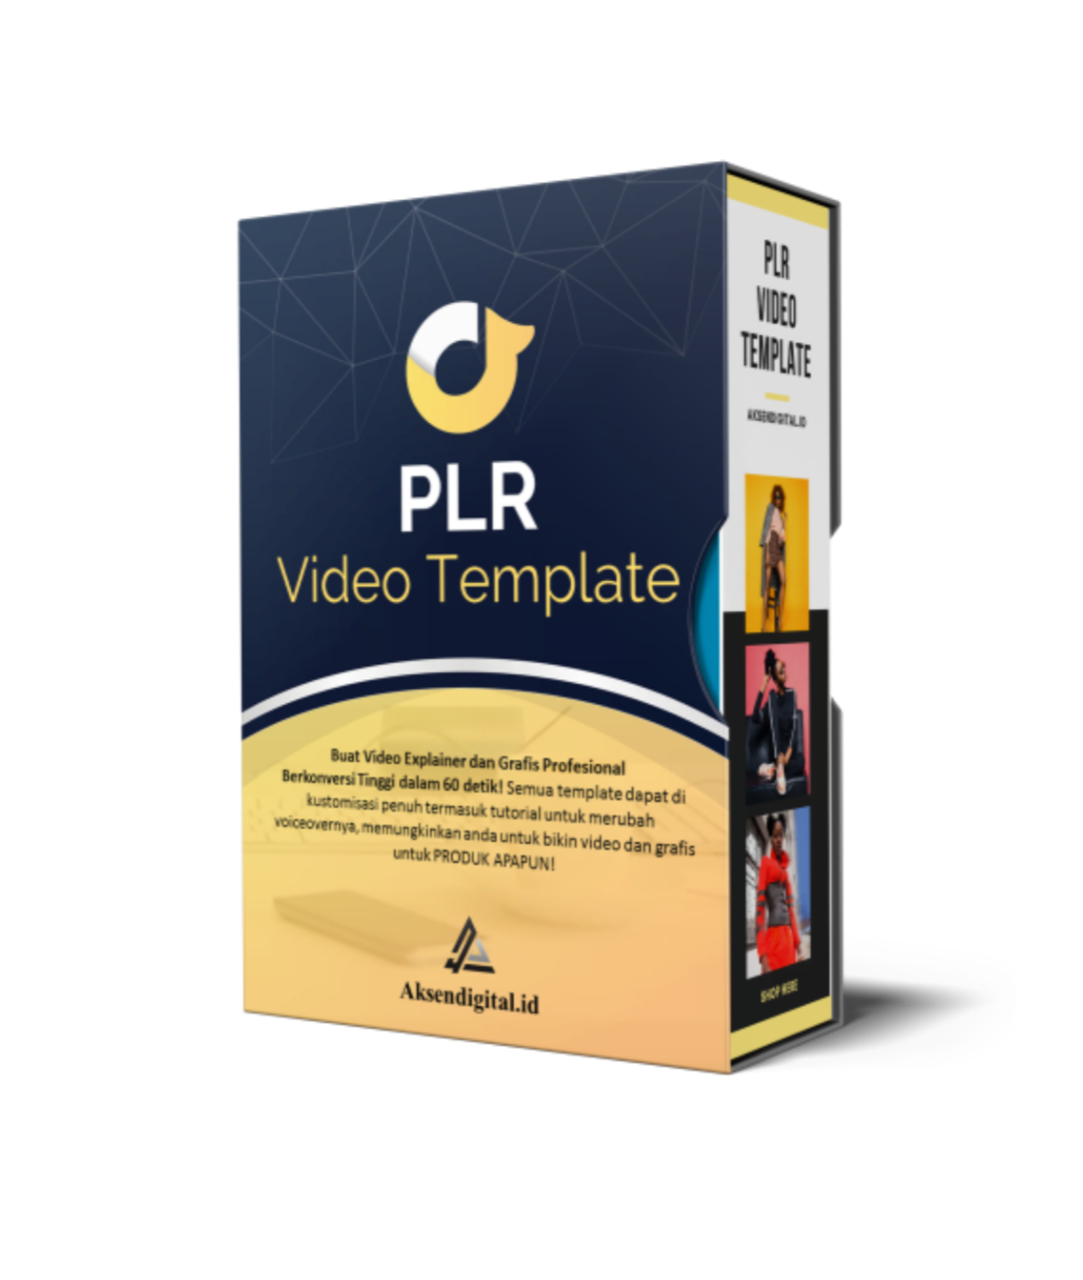 PLR
Video Template
Buat Video Explainer dan Grafis Profesional
Berkonversi Tinggi dalam 60 detik! Semua template dapat di
kustomisasi penuh termasuk tutorial untuk merubah
voiceovernya, memungkinkan anda untuk bikin video dan grafis
untuk PRODUK APAPUN!
Aksendigital.id
PLR
VIDEO
TEMPLATE
AKSENDIGITAL.ID
SHOP HERE